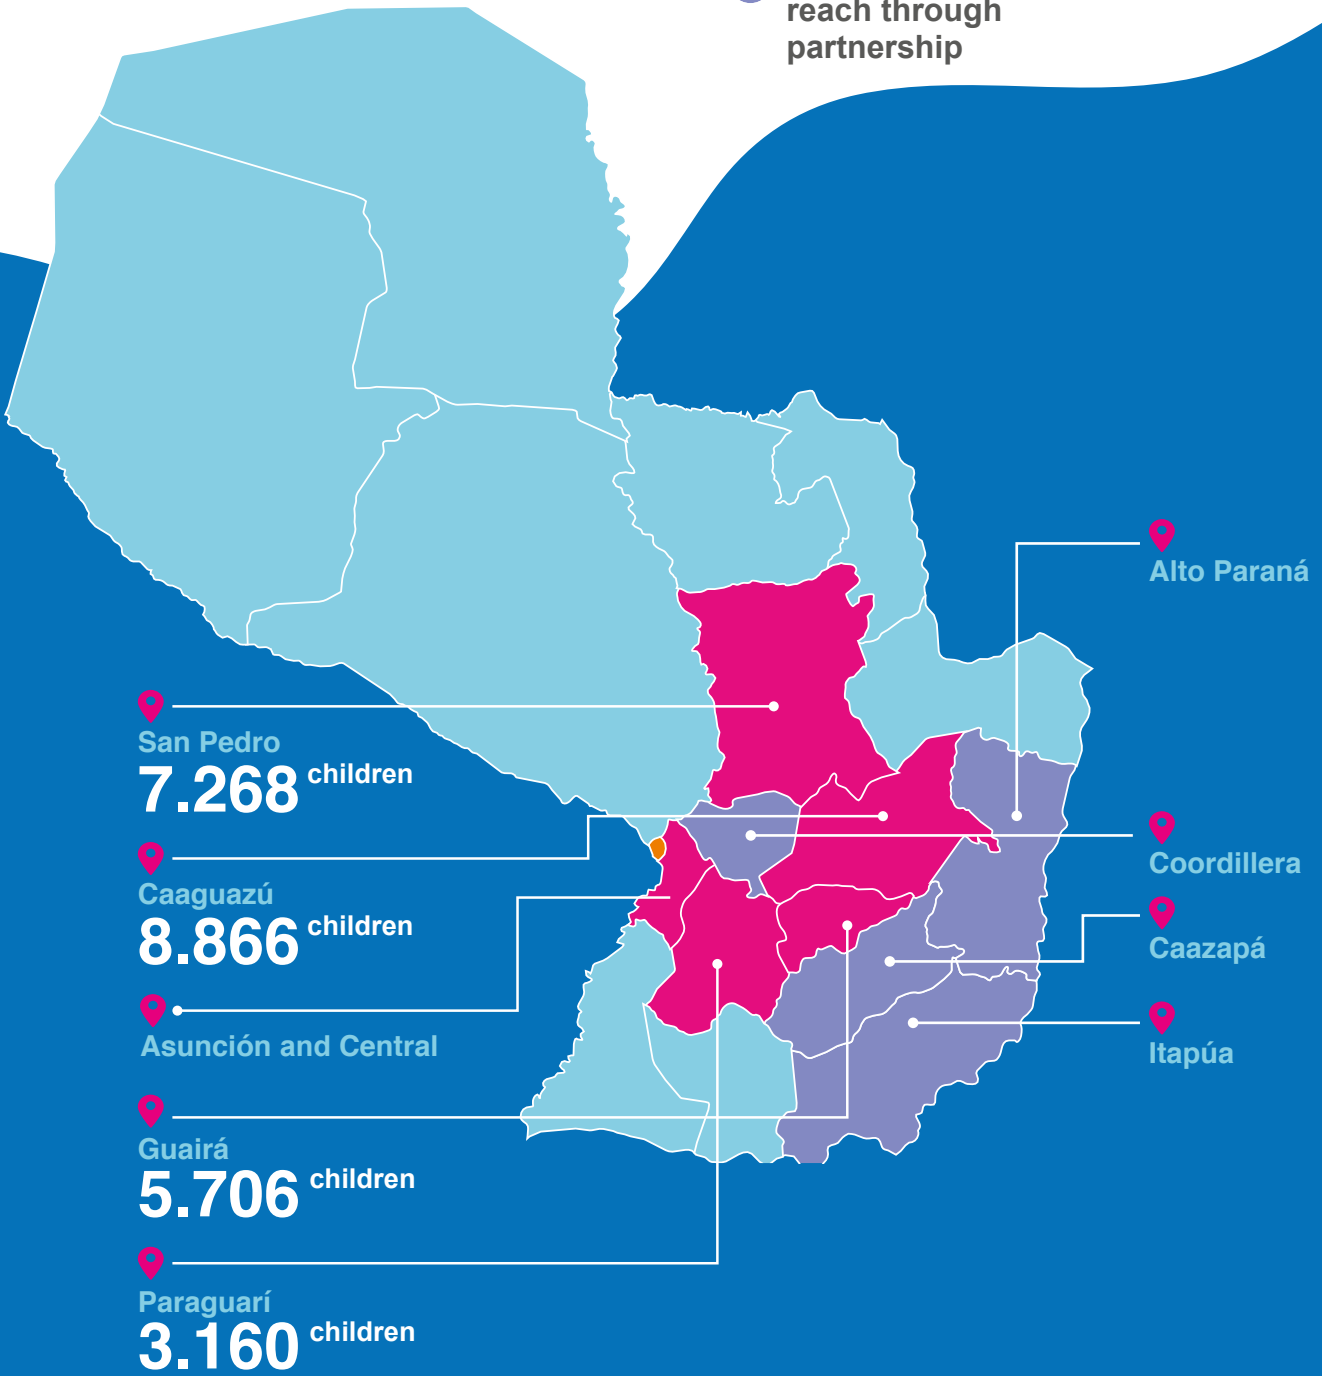 reach through
partnership
Alto Paraná
San Pedro
7.268 children
Coordillera
Caaguazú
8.866 children
Caazapá
Asunción and Central
Itapúa
Guairá
5.706 children
Paraguarí
3.160 children